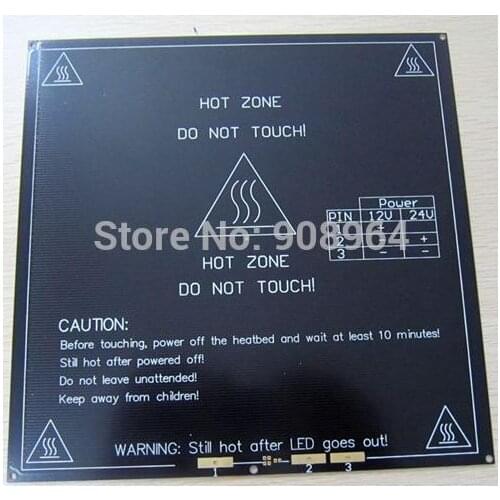 HOT ZONE
DO NOT TOUCH!
Power
PIN 12V 24V
1 +
2 +
3 - -
Store No: 908964
HOT ZONE
DO NOT TOUCH!
CAUTION:
Before touching, power off the heatbed and wait at least 10 minutes!
Still hot after powered off!
Do not leave unattended!
Keep away from children!
WARNING: Still hot after LED goes out!
1 2 3